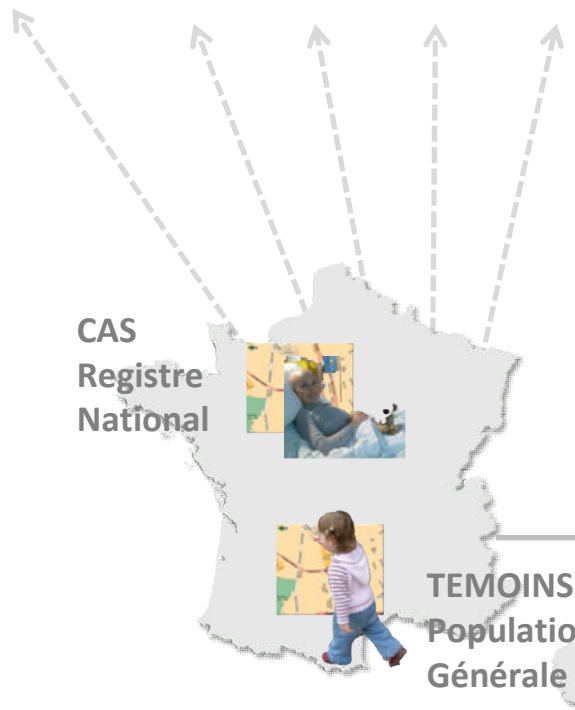 CAS
Registre
National
TEMOINS
Populatio
Générale